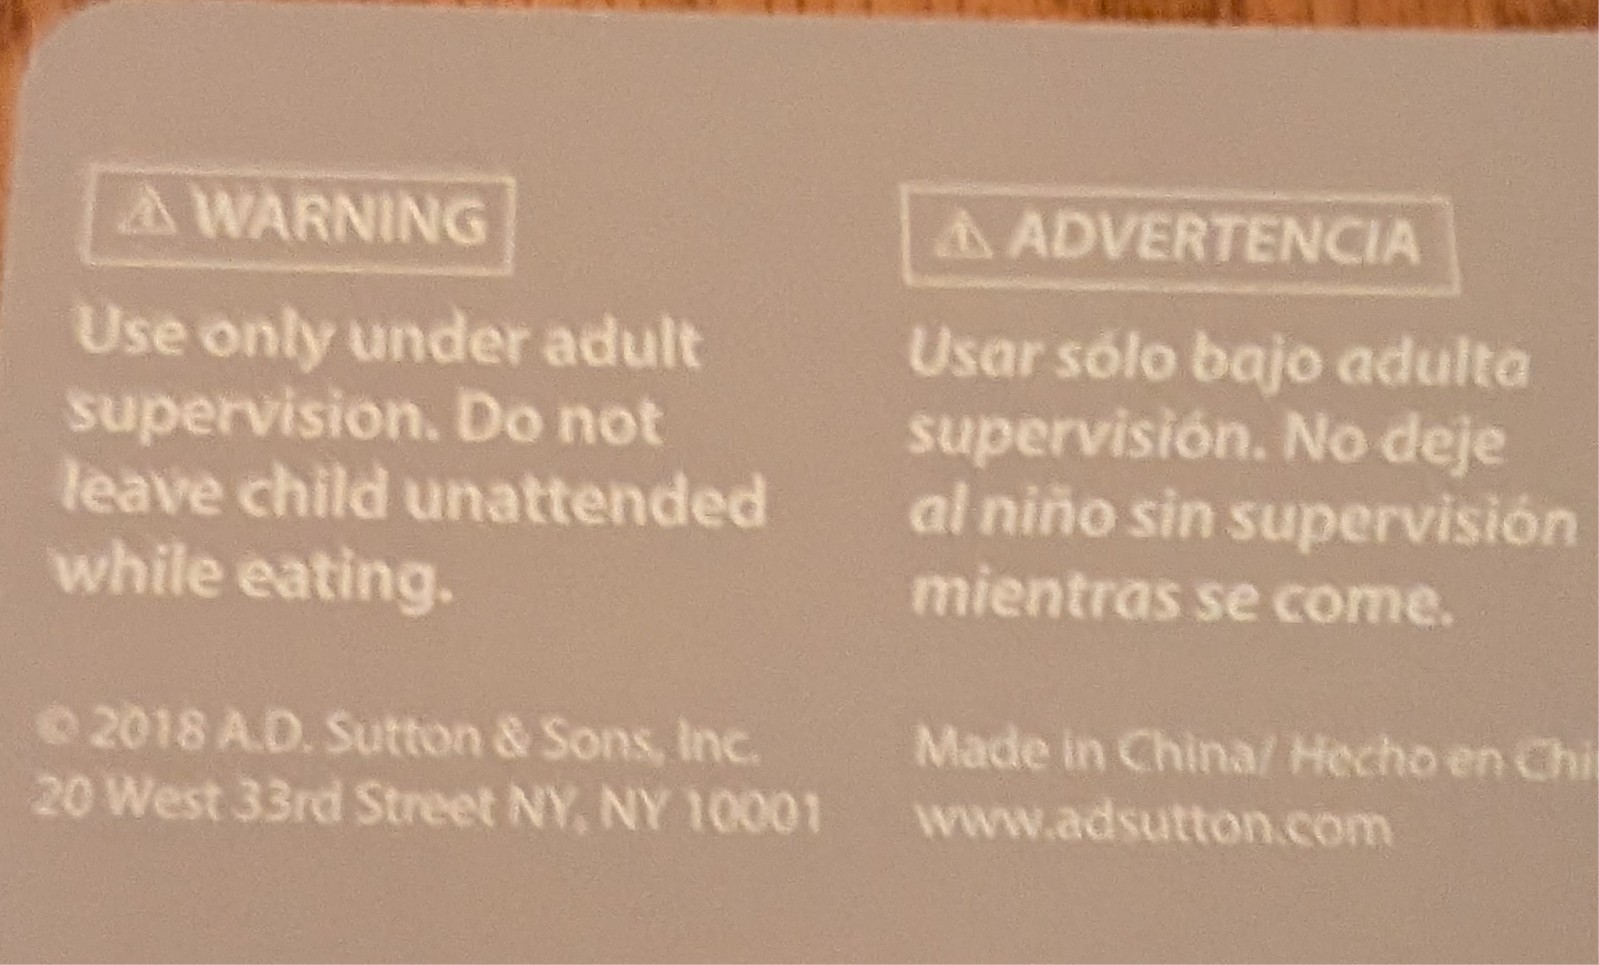 ⚠ WARNING
Use only under adult
supervision. Do not
leave child unattended
while eating.
© 2018 A.D. Sutton & Sons, Inc.
20 West 33rd Street NY, NY 10001
⚠ ADVERTENCIA
Usar sólo bajo adulta
supervisión. No deje
al niño sin supervisión
mientras se come.
Made in China/ Hecho en Chi
www.adsutton.com